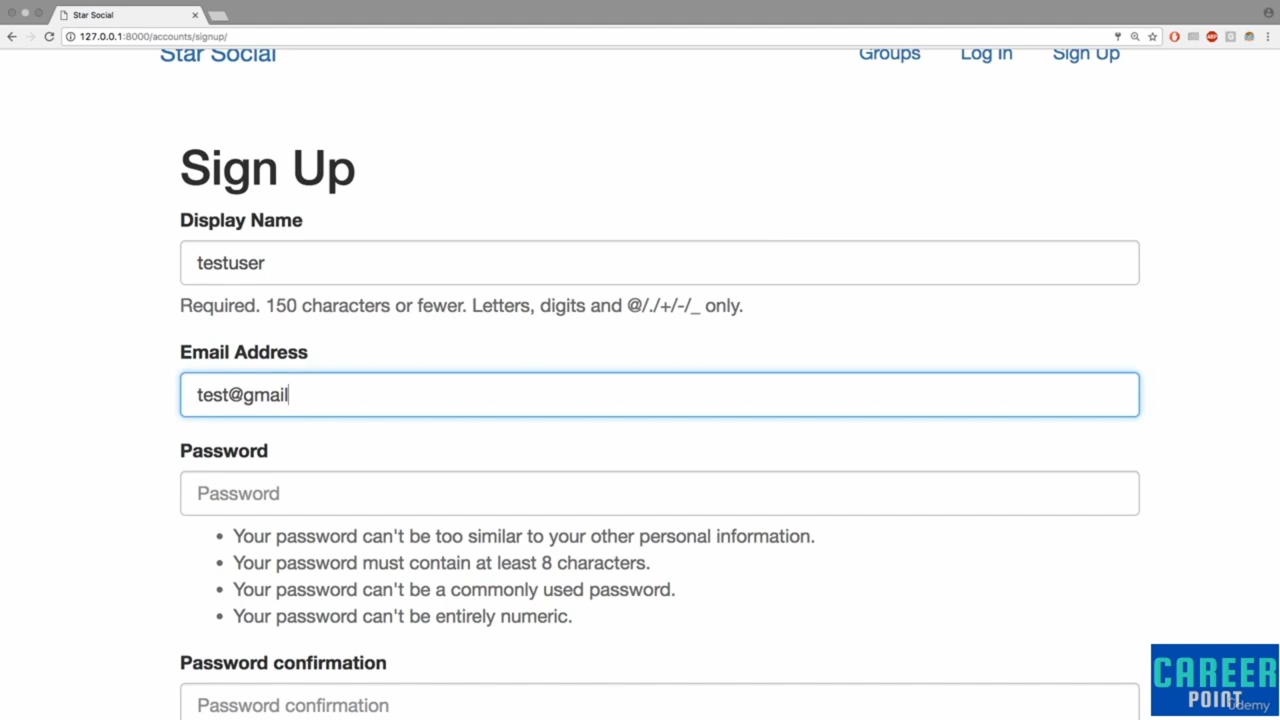 Star Social
127.0.0.1:8000/accounts/signup/
Star Social Groups Log In Sign Up
Sign Up
Display Name
testuser
Required. 150 characters or fewer. Letters, digits and @/./+/-/_ only.
Email Address
test@gmail
Password
Password
• Your password can't be too similar to your other personal information.
• Your password must contain at least 8 characters.
• Your password can't be a commonly used password.
• Your password can't be entirely numeric.
Password confirmation
Password confirmation
CAREER
POINT
Udemy